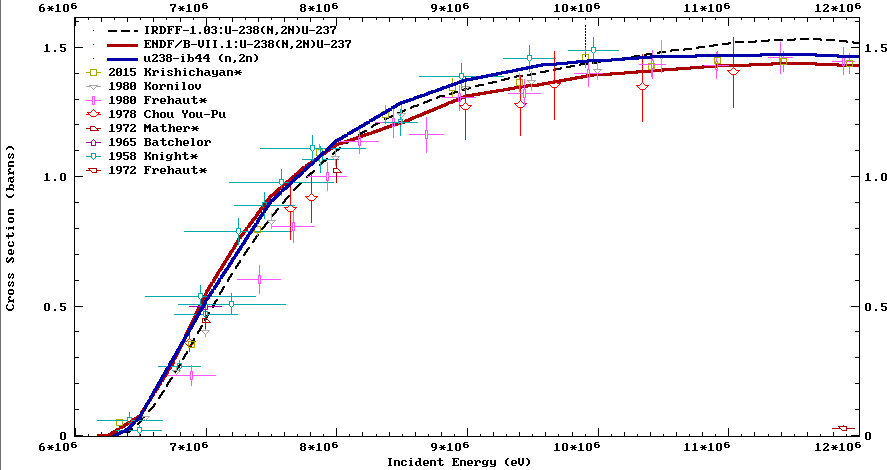 6*10⁶ 7*10⁶ 8*10⁶ 9*10⁶ 10*10⁶ 11*10⁶ 12*10⁶
IRDFF-1.03:U-238(N,2N)U-237
ENDF/B-VII.1:U-238(N,2N)U-237
u238-ib44 (n,2n)
2015 Krishichayan*
1980 Kornilov
1980 Frehaut*
1978 Chou You-Pu
1972 Mather*
1965 Batchelor
1958 Knight*
1972 Frehaut*
1.5 1.5
1.0 1.0
0.5 0.5
0 0
Cross Section (barns)
6*10⁶ 7*10⁶ 8*10⁶ 9*10⁶ 10*10⁶ 11*10⁶ 12*10⁶
Incident Energy (eV)